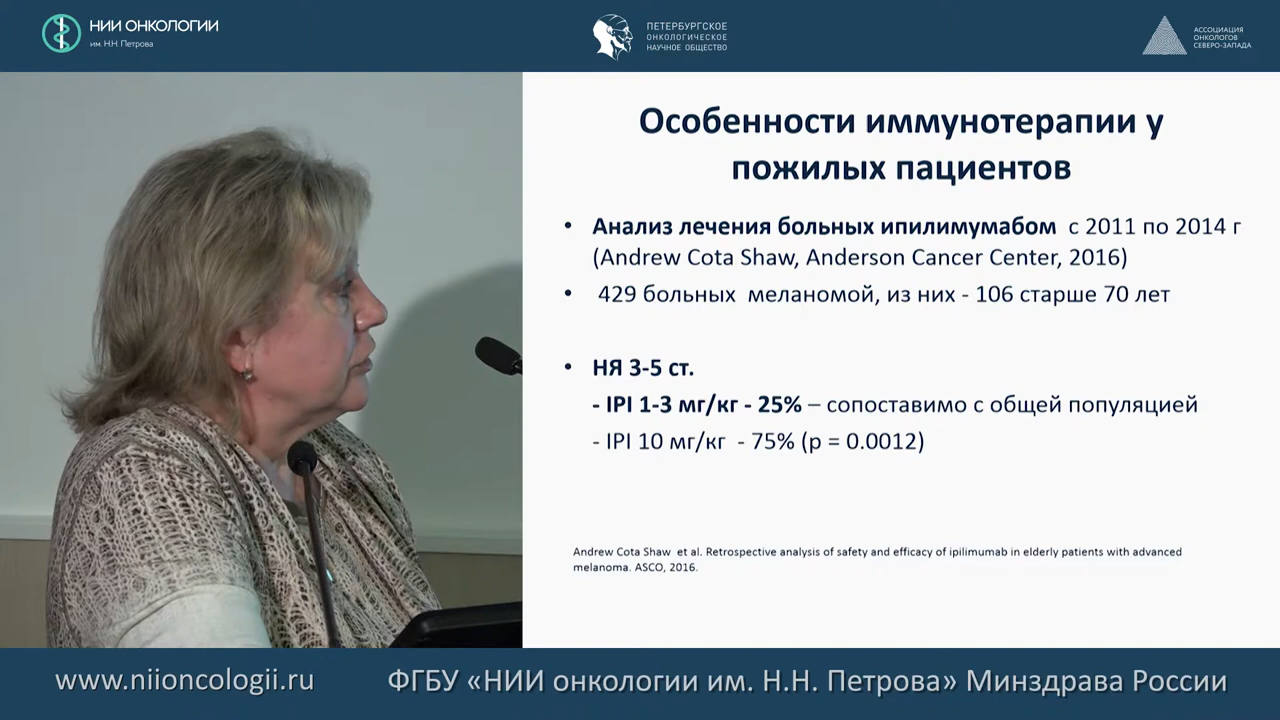 НИИ ОНКОЛОГИИ
им. Н.Н. Петрова
ПЕТЕРБУРГСКОЕ
ОНКОЛОГИЧЕСКОЕ
НАУЧНОЕ ОБЩЕСТВО
АССОЦИАЦИЯ
ОНКОЛОГОВ
СЕВЕРО-ЗАПАДА
Особенности иммунотерапии у
пожилых пациентов
• Анализ лечения больных ипилимумабом с 2011 по 2014 г
(Andrew Cota Shaw, Anderson Cancer Center, 2016)
• 429 больных меланомой, из них - 106 старше 70 лет
• НЯ 3-5 ст.
- IPI 1-3 мг/кг - 25% – сопоставимо с общей популяцией
- IPI 10 мг/кг - 75% (p = 0.0012)
Andrew Cota Shaw et al. Retrospective analysis of safety and efficacy of ipilimumab in elderly patients with advanced
melanoma. ASCO, 2016.
www.niioncologii.ru
ФГБУ «НИИ онкологии им. Н.Н. Петрова» Минздрава России